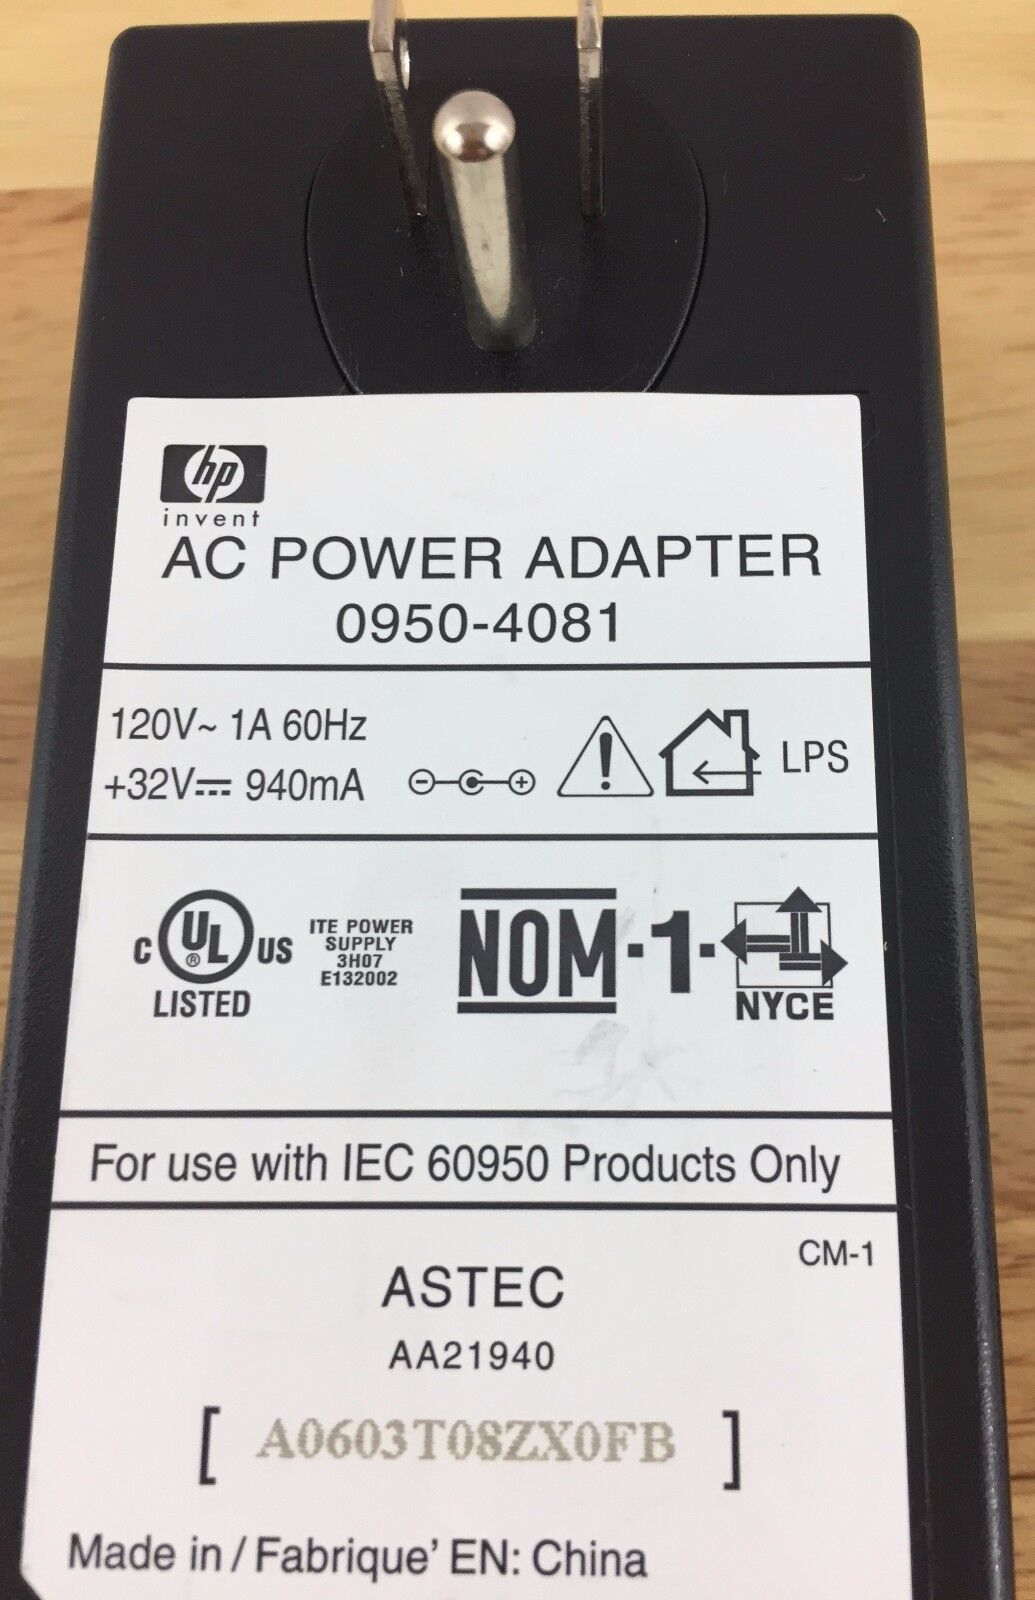 hp
invent
AC POWER ADAPTER
0950-4081
120V~ 1A 60Hz
+32V⎓ 940mA
LPS
C UL® US
LISTED
ITE POWER
SUPPLY
3H07
E132002
NOM-1-
NYCE
For use with IEC 60950 Products Only
CM-1
ASTEC
AA21940
[ A0603T08ZX0FB ]
Made in / Fabrique' EN: China